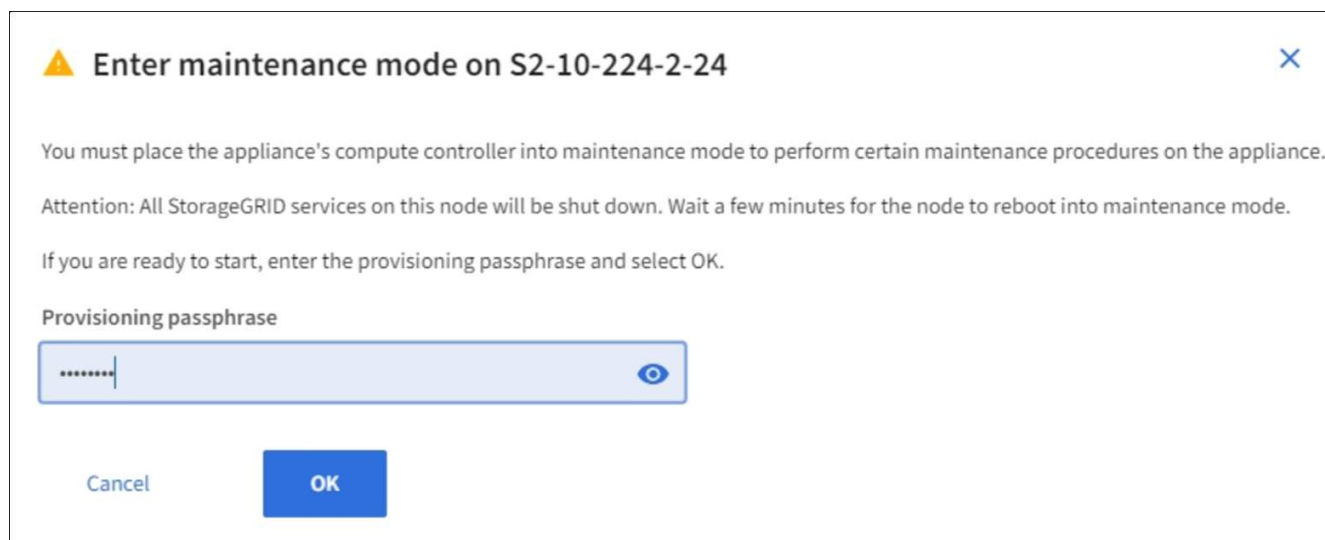 Enter maintenance mode on S2-10-224-2-24
You must place the appliance's compute controller into maintenance mode to perform certain maintenance procedures on the appliance.
Attention: All StorageGRID services on this node will be shut down. Wait a few minutes for the node to reboot into maintenance mode.
If you are ready to start, enter the provisioning passphrase and select OK.
Provisioning passphrase
••••••••
Cancel OK